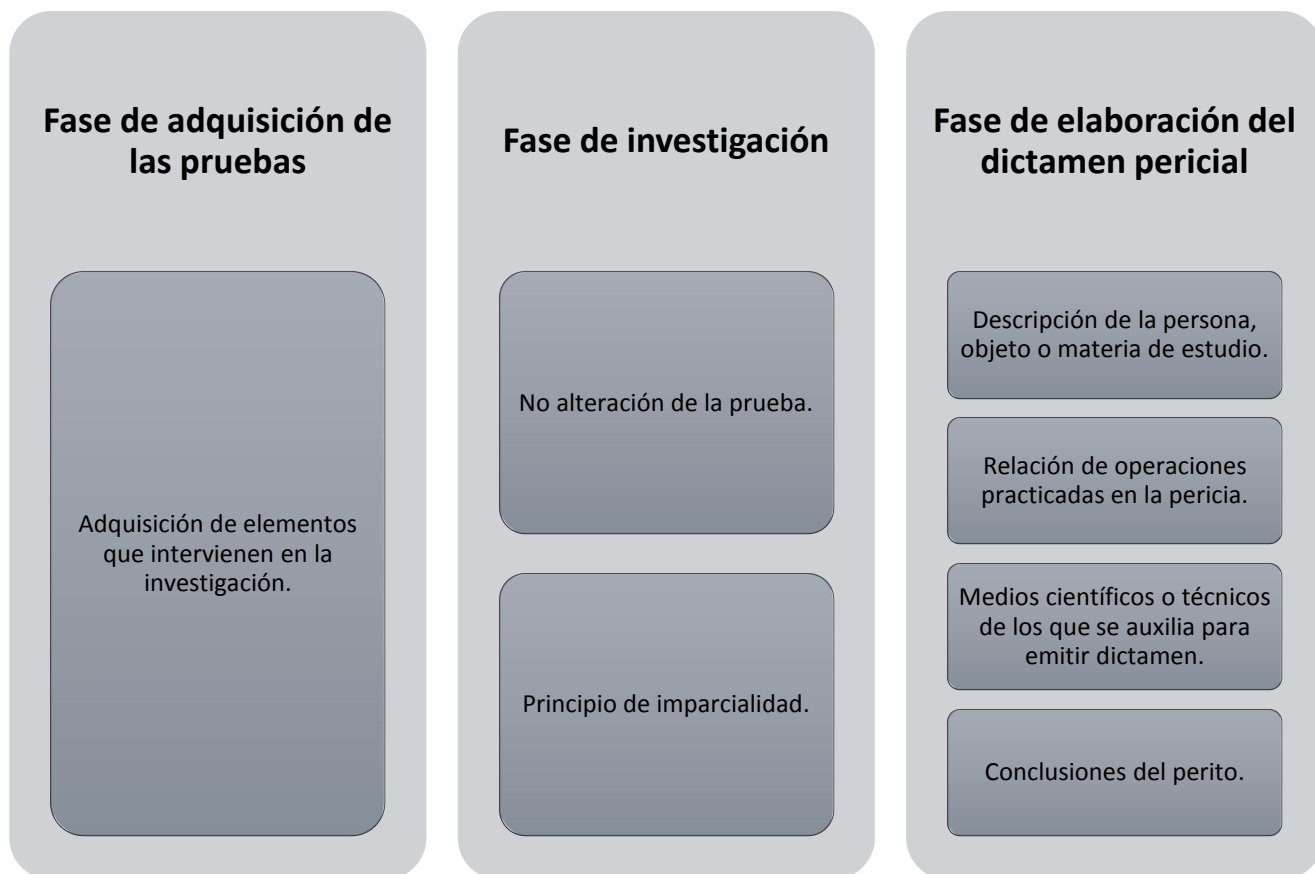 Fase de adquisición de
las pruebas
Adquisición de elementos
que intervienen en la
investigación.
Fase de investigación
No alteración de la prueba.
Principio de imparcialidad.
Fase de elaboración del
dictamen pericial
Descripción de la persona,
objeto o materia de estudio.
Relación de operaciones
practicadas en la pericia.
Medios científicos o técnicos
de los que se auxilia para
emitir dictamen.
Conclusiones del perito.